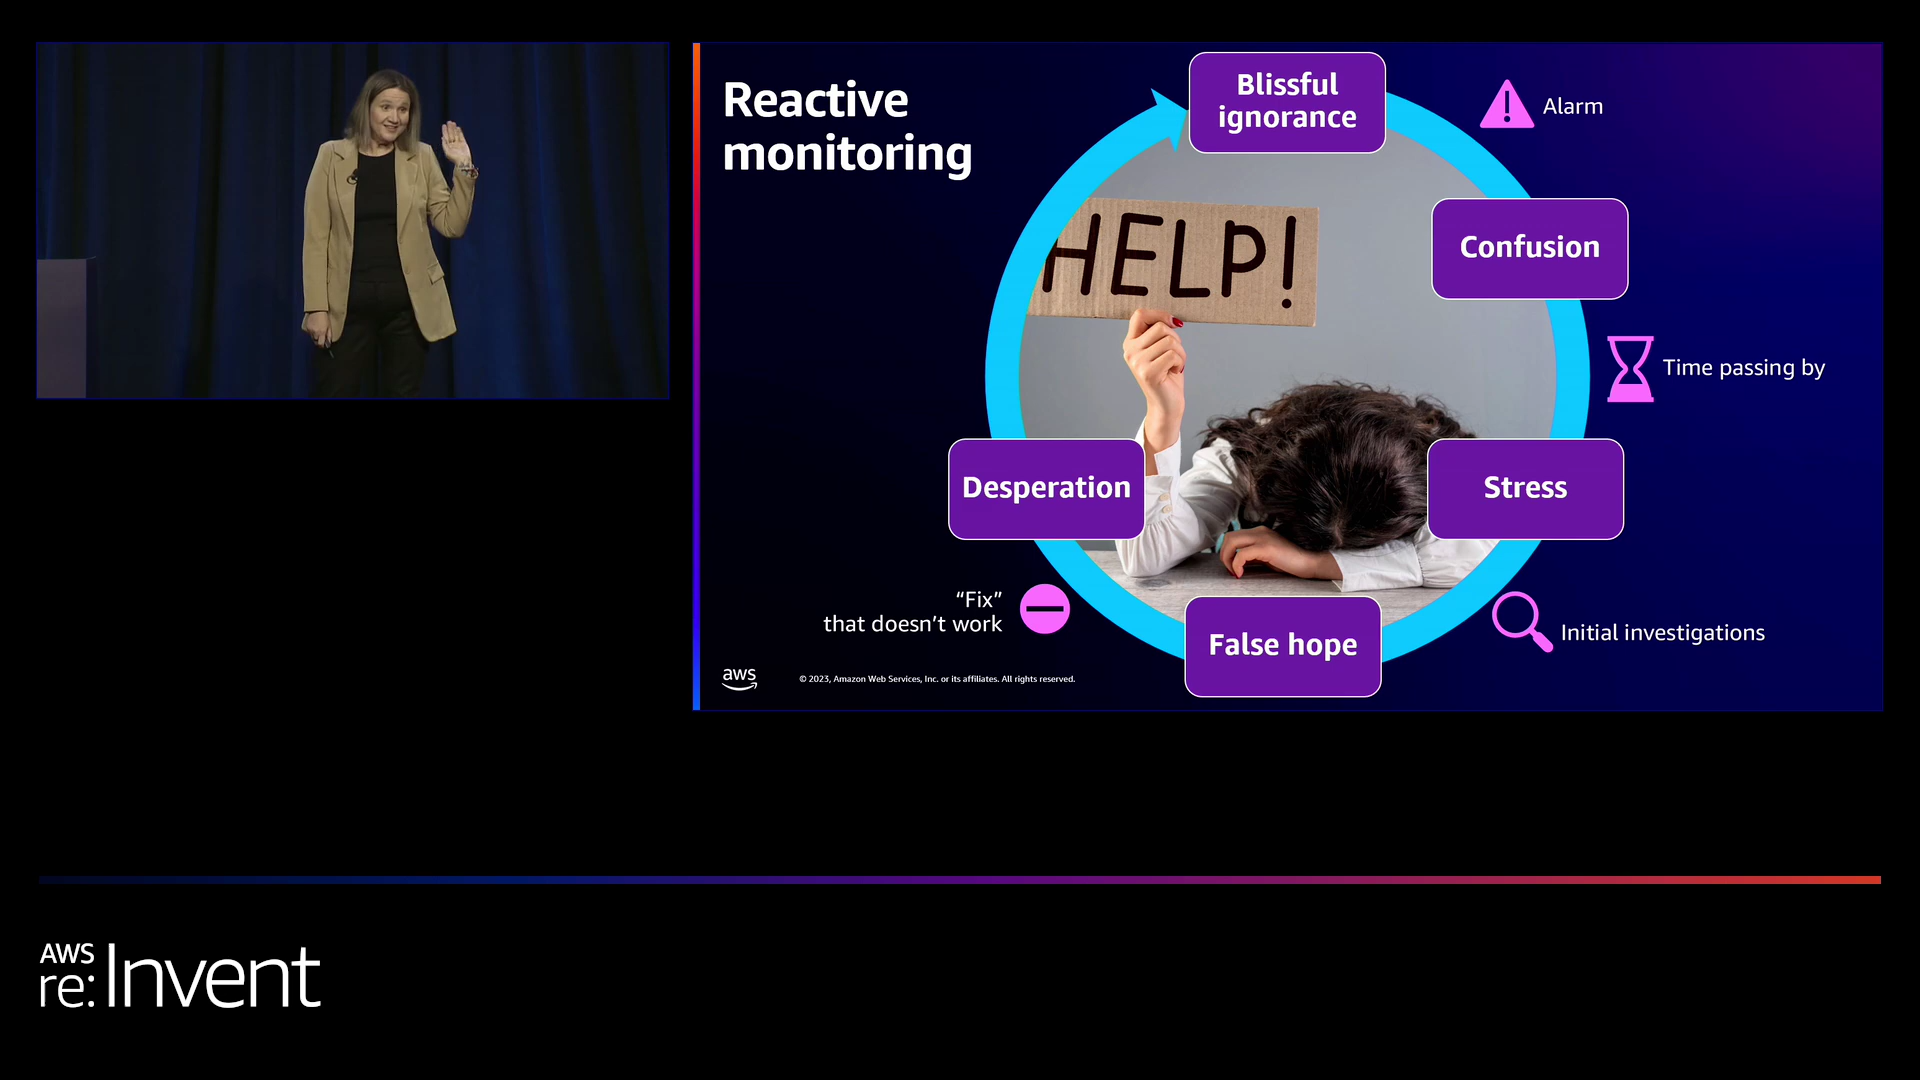 Reactive
monitoring
Blissful
ignorance
Alarm
Confusion
HELP!
Time passing by
Desperation
Stress
“Fix”
that doesn’t work
False hope
Initial investigations
aws
© 2023, Amazon Web Services, Inc. or its affiliates. All rights reserved.
AWS
re:Invent